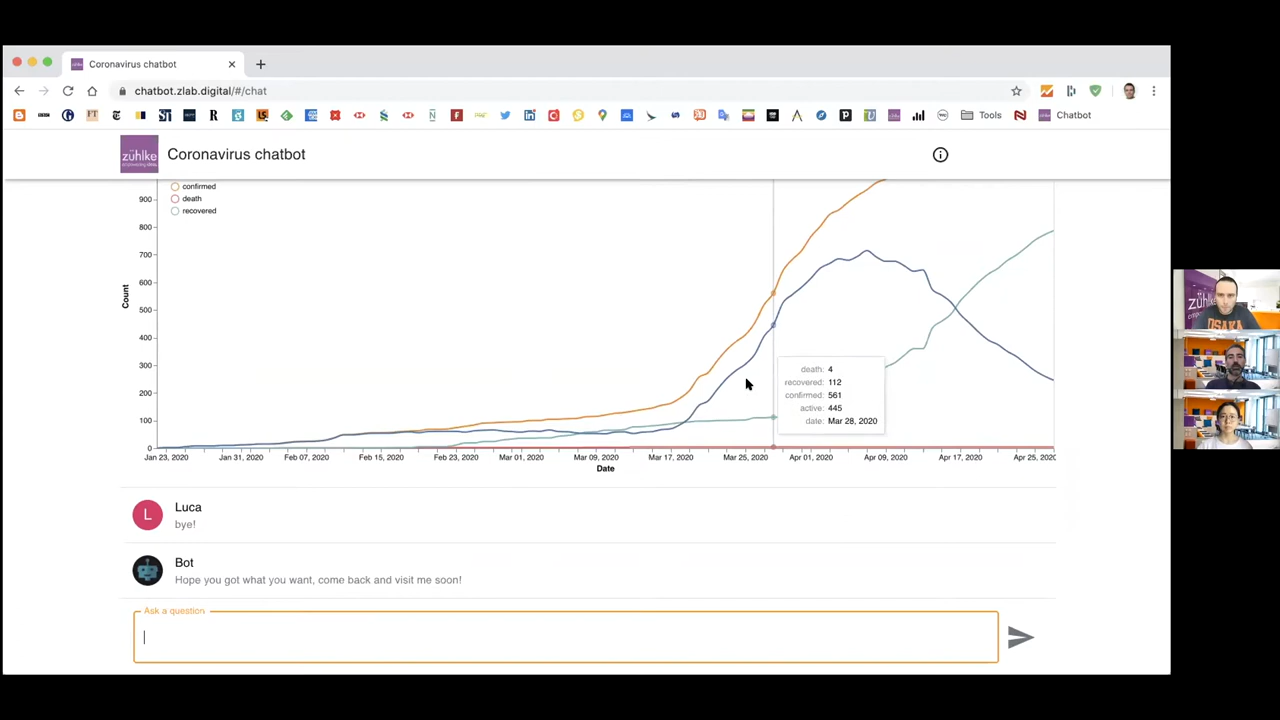 Coronavirus chatbot
chatbot.zlab.digital/#/chat
Tools
Chatbot
zühlke
Coronavirus chatbot
confirmed
death
recovered
900
800
700
600
500
400
300
200
100
0
Count
death: 4
recovered: 112
confirmed: 561
active: 445
date: Mar 28, 2020
Jan 23, 2020 Jan 31, 2020 Feb 07, 2020 Feb 15, 2020 Feb 23, 2020 Mar 01, 2020 Mar 09, 2020 Mar 17, 2020 Mar 25, 2020 Apr 01, 2020 Apr 09, 2020 Apr 17, 2020 Apr 25, 2020
Date
L
Luca
bye!
Bot
Hope you got what you want, come back and visit me soon!
Ask a question
zühlke
OSAKA